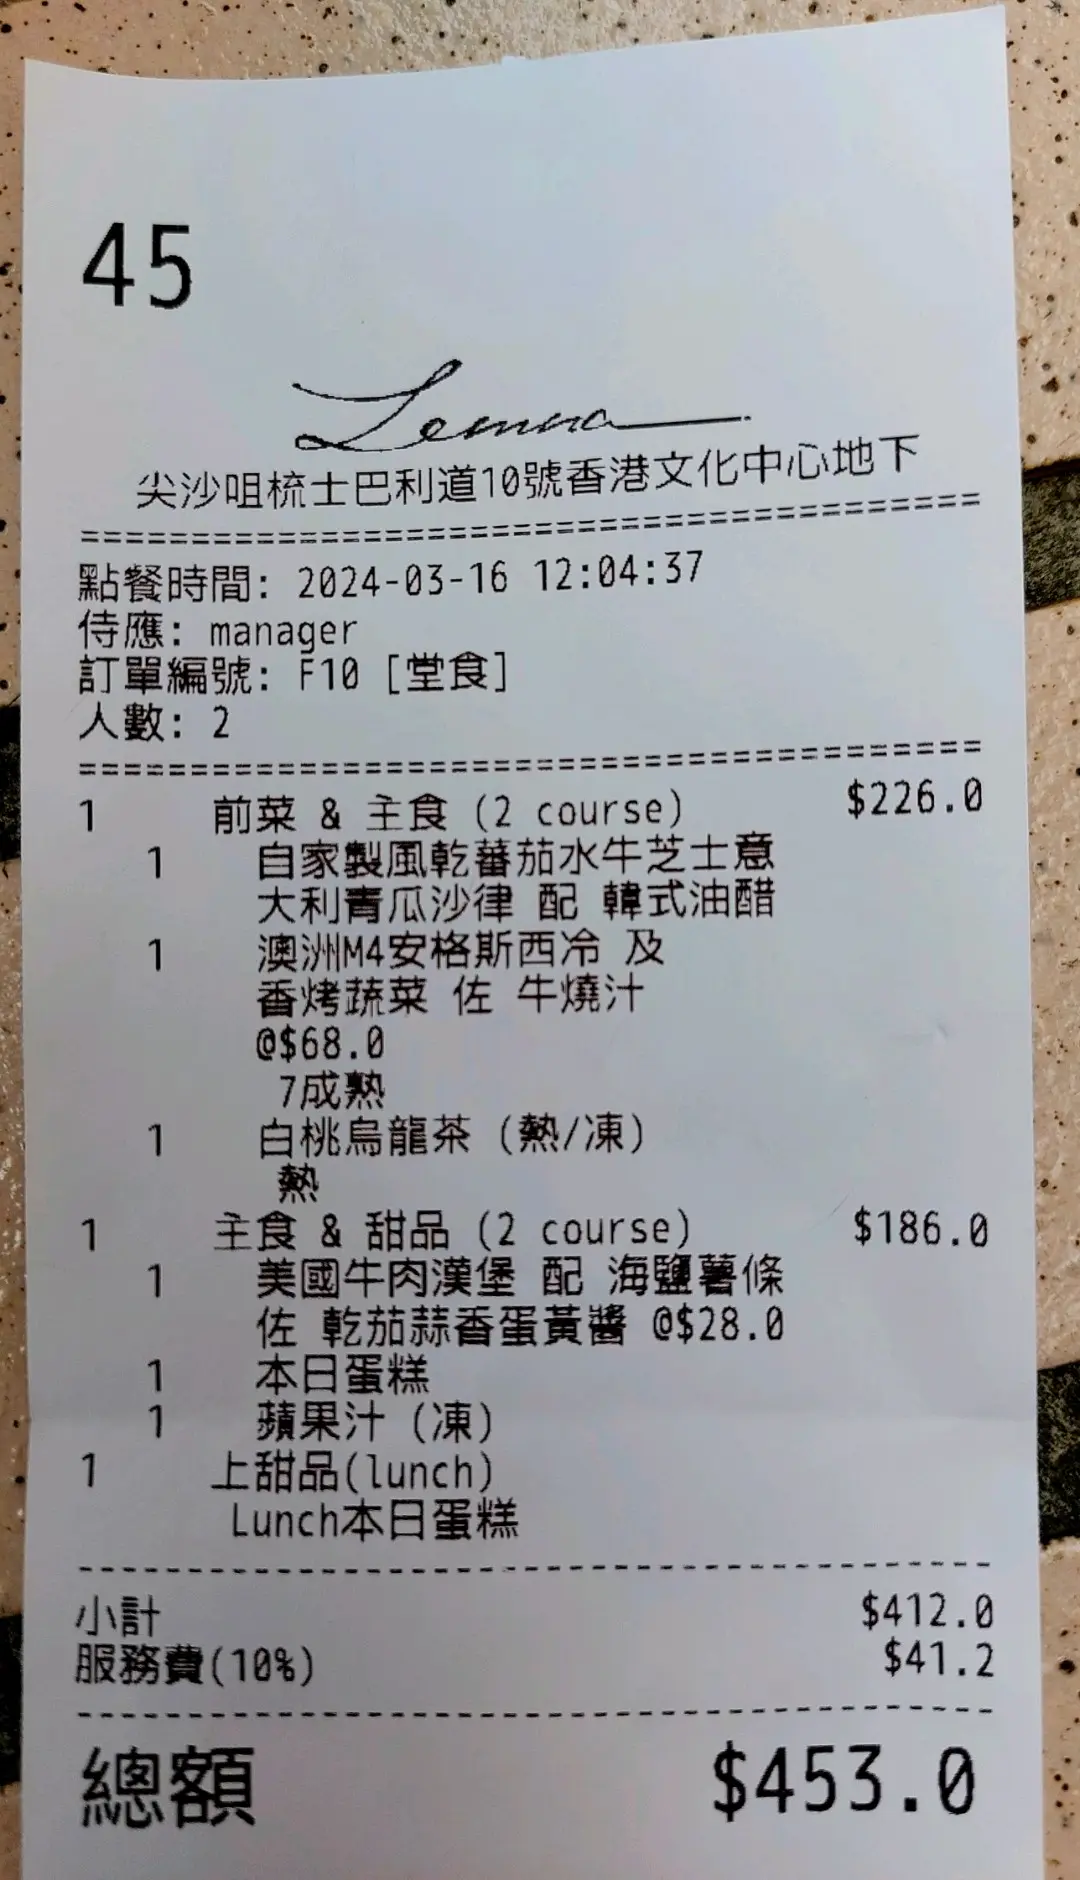 45
Lemna
尖沙咀梳士巴利道10號香港文化中心地下
========================================
點餐時間: 2024-03-16 12:04:37
侍應: manager
訂單編號: F10 [堂食]
人數: 2
========================================
1 前菜 & 主食 (2 course) $226.0
1 自家製風乾蕃茄水牛芝士意
大利青瓜沙律 配 韓式油醋
1 澳洲M4安格斯西冷 及
香烤蔬菜 佐 牛燒汁
@$68.0
7成熟
1 白桃烏龍茶 (熱/凍)
熱
1 主食 & 甜品 (2 course) $186.0
1 美國牛肉漢堡 配 海鹽薯條
佐 乾茄蒜香蛋黃醬 @$28.0
1 本日蛋糕
1 蘋果汁 (凍)
1 上甜品(lunch)
Lunch本日蛋糕
----------------------------------------
小計 $412.0
服務費(10%) $41.2
----------------------------------------
總額 $453.0